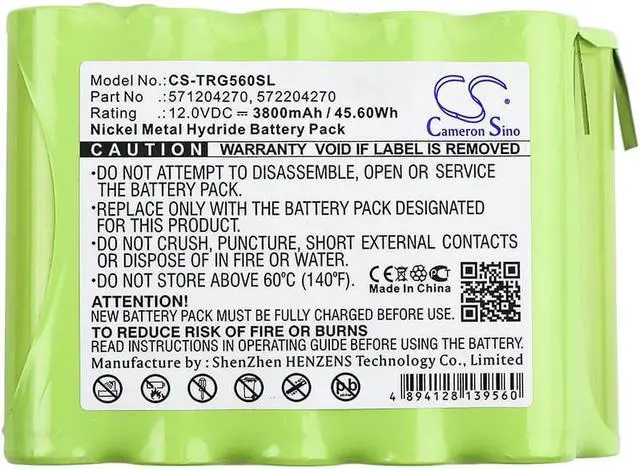 Model No.: CS-TRG560SL
Part No .: 571204270, 572204270
Rating .: 12.0VDC ⎓ 3800mAh / 45.60Wh
Nickel Metal Hydride Battery Pack
CS
Cameron Sino
CAUTION WARRANTY VOID IF LABEL IS REMOVED
•DO NOT ATTEMPT TO DISASSEMBLE, OPEN OR SERVICE
THE BATTERY PACK.
•REPLACE ONLY WITH THE BATTERY PACK DESIGNATED
FOR THIS PRODUCT.
•DO NOT CRUSH, PUNCTURE, SHORT EXTERNAL CONTACTS
OR DISPOSE OF IN FIRE OR WATER.
•DO NOT STORE ABOVE 60°C (140°F).
CE
Made In China
ATTENTION!
NEW BATTERY PACK MUST BE FULLY CHARGED BEFORE USE
TO REDUCE RISK OF FIRE OR BURNS
READ INSTRUCTIONS IN OPERATING GUIDE BEFORE USING BATTERY.
Manufacture by : ShenZhen HENZENS Technology Co., Ltd.
Pb
4 894128 139560